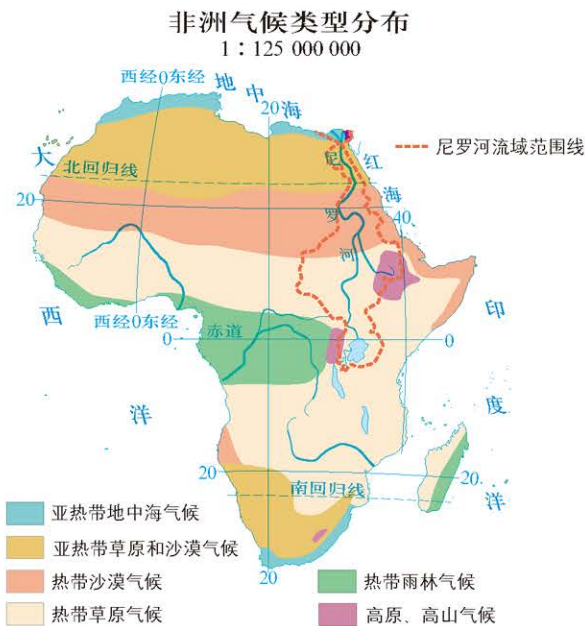 非洲气候类型分布
1∶125 000 000
西经0东经
地中海
20
大西洋
尼罗河流域范围线
北回归线
红海
20
40
尼罗河
西经0东经
赤道
0
0
印度洋
20
20
南回归线
20
亚热带地中海气候
亚热带草原和沙漠气候
热带沙漠气候
热带雨林气候
热带草原气候
高原、高山气候